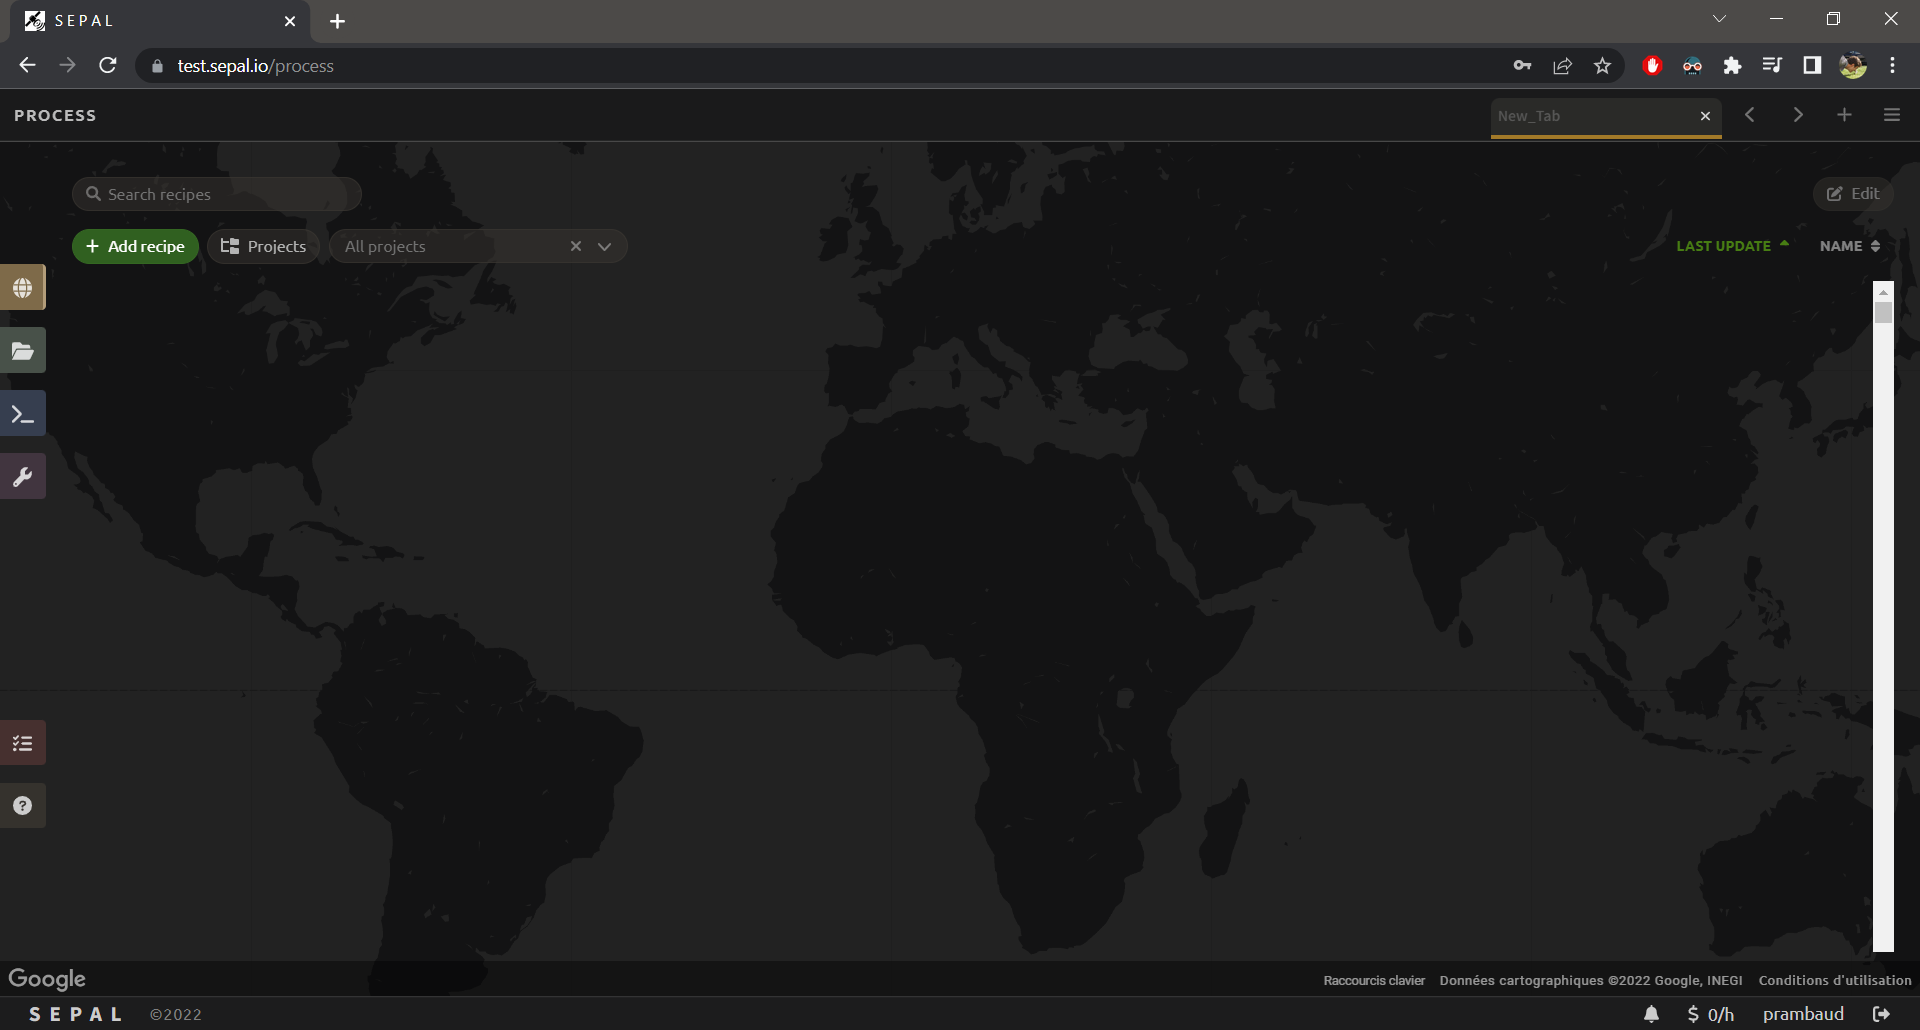 SEPAL
test.sepal.io/process
PROCESS
New_Tab
Search recipes
Edit
Add recipe
Projects
All projects
LAST UPDATE
NAME
Google
Raccourcis clavier
Données cartographiques ©2022 Google, INEGI
Conditions d'utilisation
SEPAL
©2022
$ 0/h
prambaud